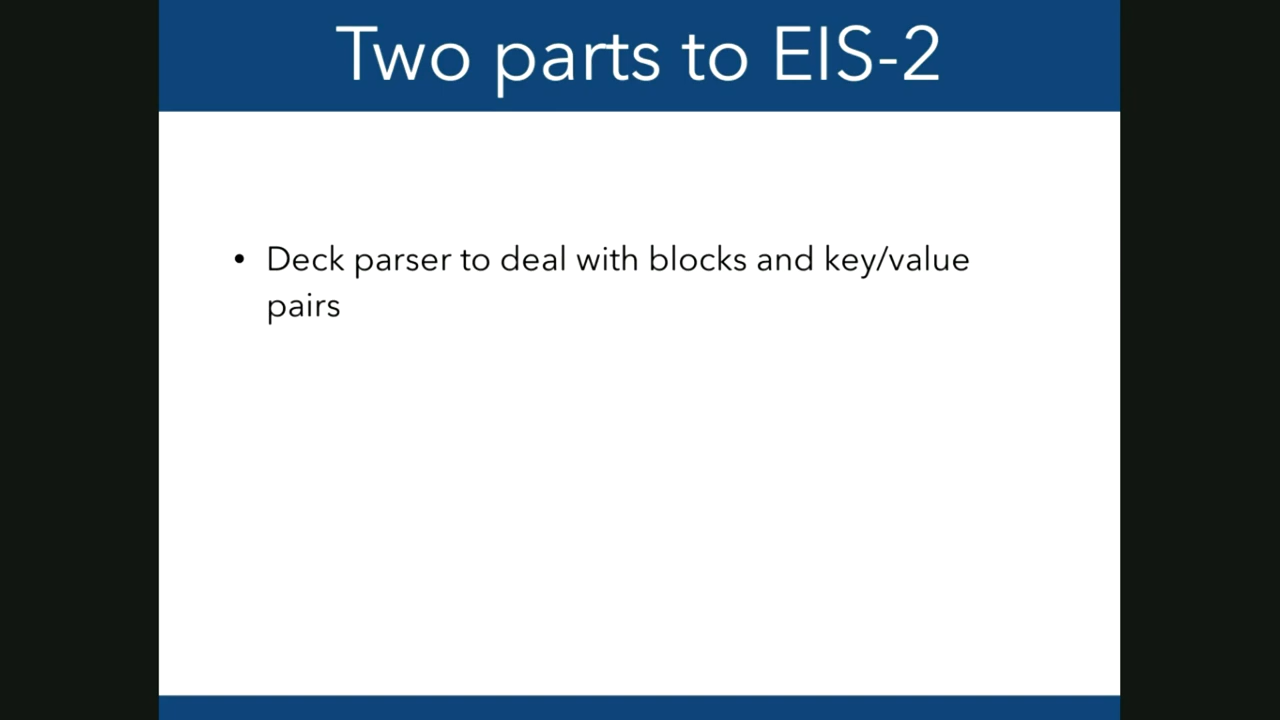 Two parts to EIS-2
• Deck parser to deal with blocks and key/value
pairs